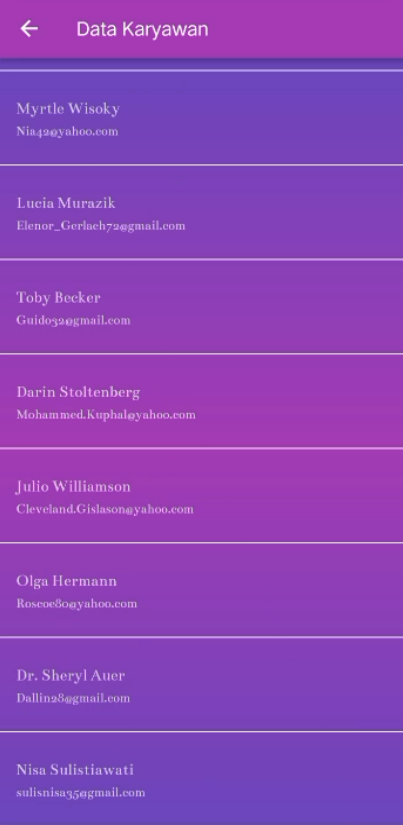 Data Karyawan
Myrtle Wisoky
Nia42@yahoo.com
Lucia Murazik
Elenor_Gerlach72@gmail.com
Toby Becker
Guido32@gmail.com
Darin Stoltenberg
Mohammed.Kuphal@yahoo.com
Julio Williamson
Cleveland.Gislason@yahoo.com
Olga Hermann
Roscoe80@yahoo.com
Dr. Sheryl Auer
Dallin28@gmail.com
Nisa Sulistiawati
sulisnisa35@gmail.com